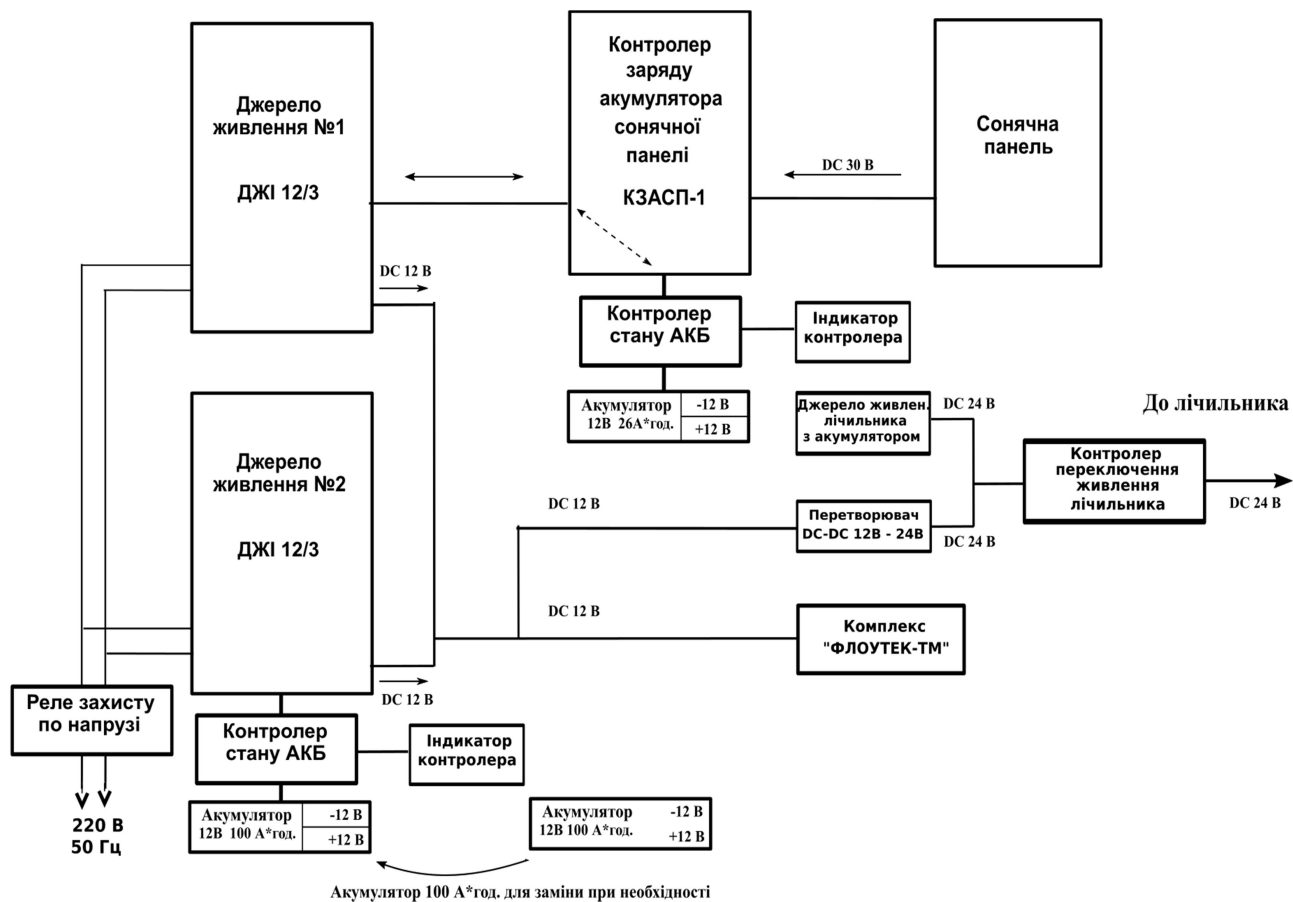 Джерело
живлення №1
ДЖІ 12/3
Контролер
заряду
акумулятора
сонячної
панелі
КЗАСП-1
DC 30 В
Сонячна
панель
DC 12 В
Контролер
стану АКБ
Індикатор
контролера
Акумулятор
12В 26А*год.
-12 В
+12 В
Джерело живлен.
лічильника
з акумулятором
DC 24 В
До лічильника
Контролер
переключення
живлення
лічильника
DC 24 В
Джерело
живлення №2
ДЖІ 12/3
DC 12 В
Перетворювач
DC-DC 12В - 24В
DC 24 В
DC 12 В
Комплекс
"ФЛОУТЕК-ТМ"
DC 12 В
Реле захисту
по напрузі
Контролер
стану АКБ
Індикатор
контролера
220 В
50 Гц
Акумулятор
12В 100 А*год.
-12 В
+12 В
Акумулятор
12В 100 А*год.
-12 В
+12 В
Акумулятор 100 А*год. для заміни при необхідності